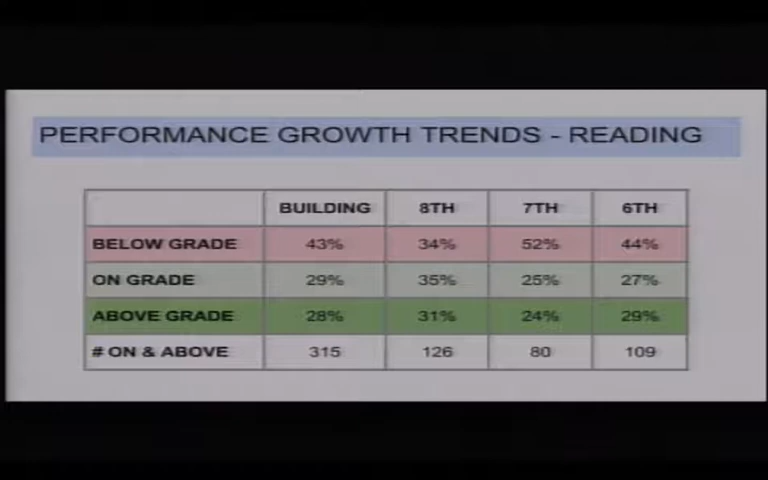 PERFORMANCE GROWTH TRENDS - READING
BUILDING 8TH 7TH 6TH
BELOW GRADE 43% 34% 52% 44%
ON GRADE 29% 35% 25% 27%
ABOVE GRADE 28% 31% 24% 29%
# ON & ABOVE 315 126 80 109